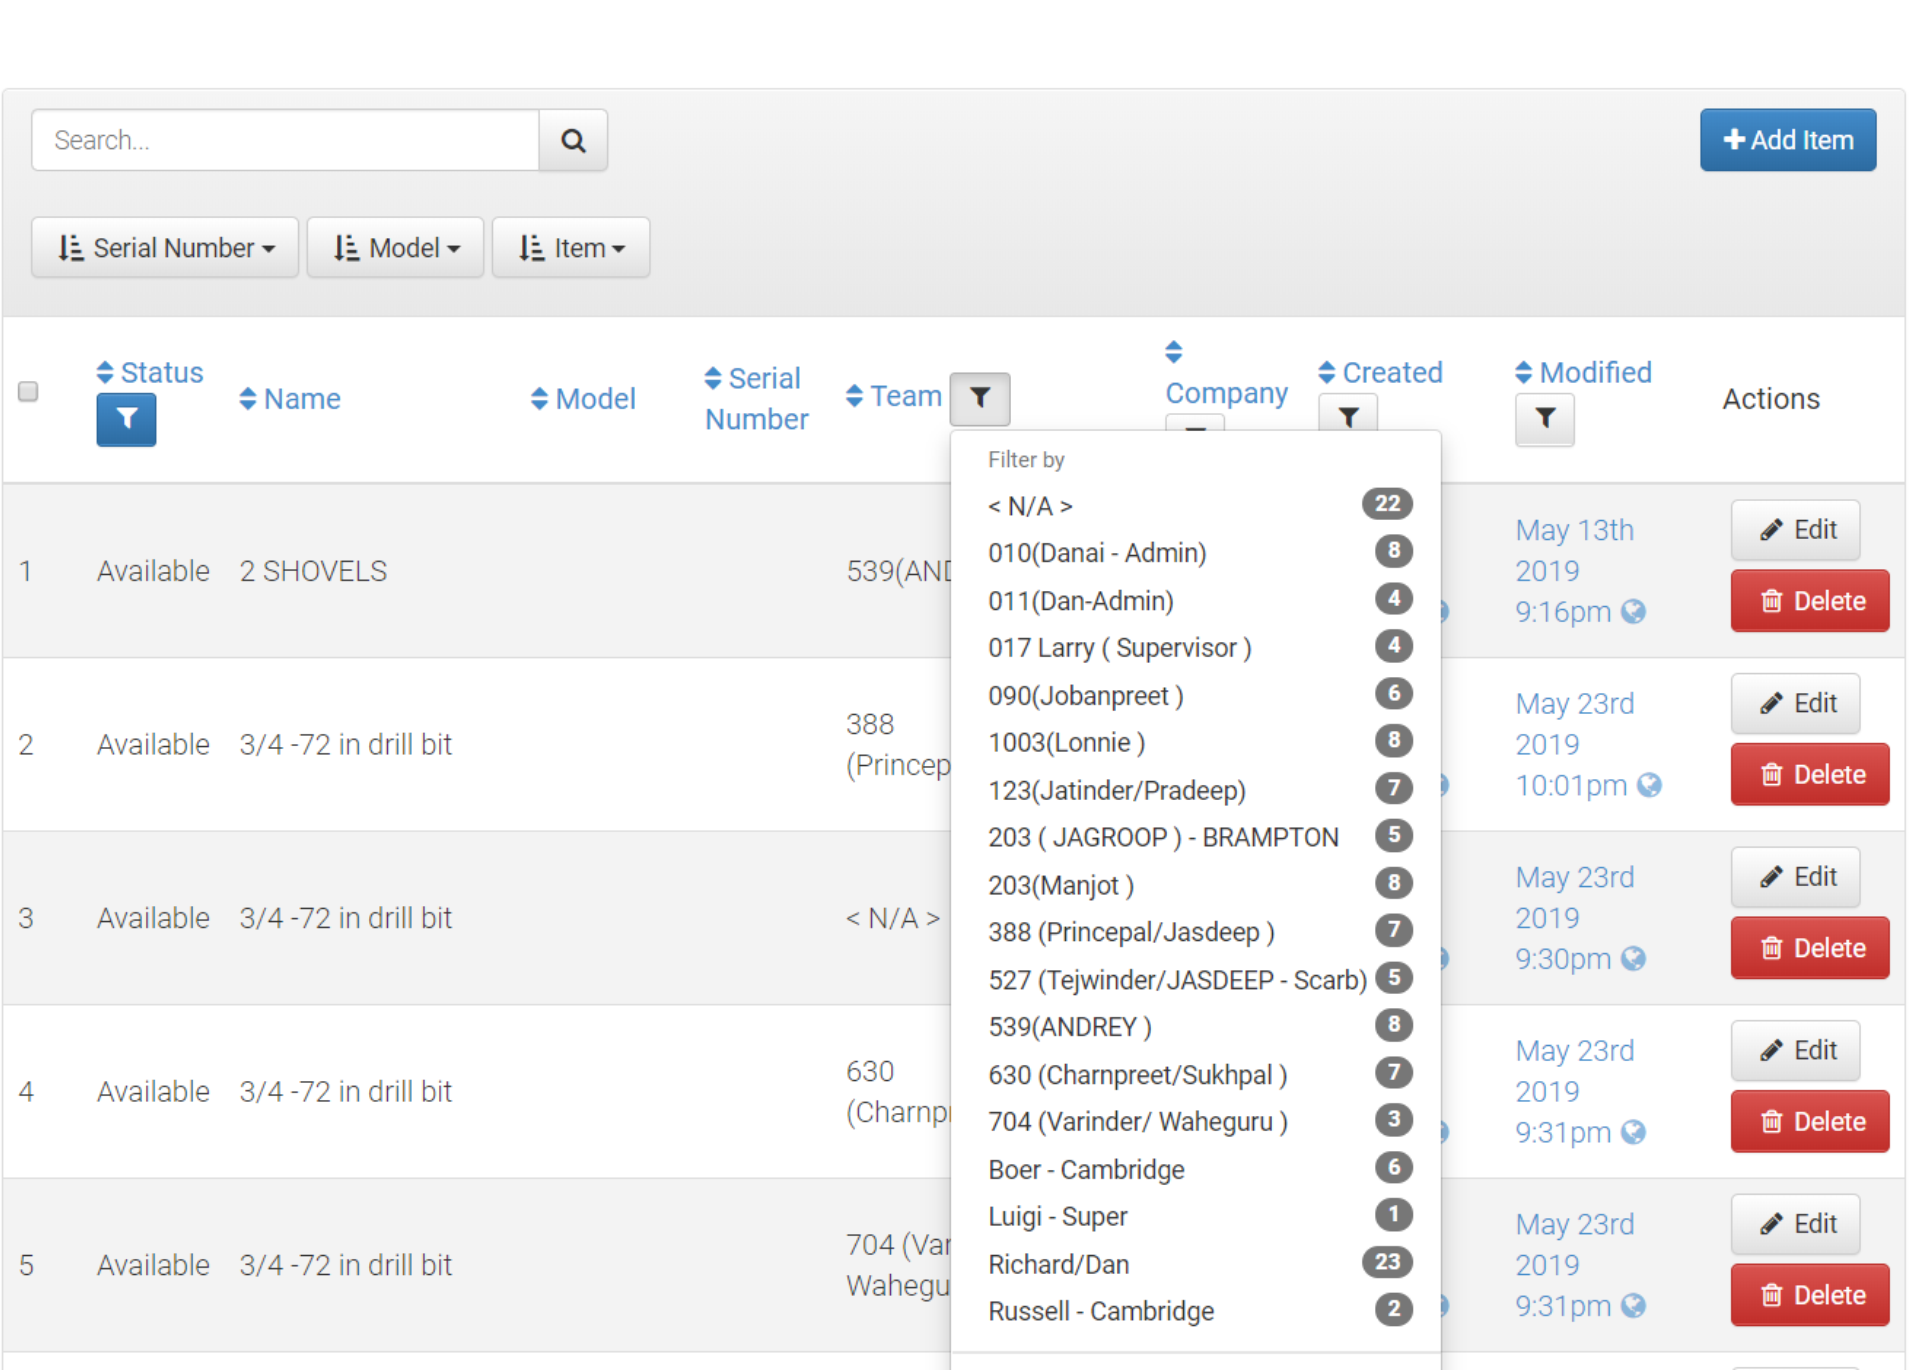 Search...
Add Item
Serial Number
Model
Item
Status
Name
Model
Serial
Number
Team
Company
Created
Modified
Actions
Filter by
< N/A > 22
010(Danai - Admin) 8
011(Dan-Admin) 4
017 Larry ( Supervisor ) 4
090(Jobanpreet ) 6
1003(Lonnie ) 8
123(Jatinder/Pradeep) 7
203 ( JAGROOP ) - BRAMPTON 5
203(Manjot ) 8
388 (Princepal/Jasdeep ) 7
527 (Tejwinder/JASDEEP - Scarb) 5
539(ANDREY ) 8
630 (Charnpreet/Sukhpal ) 7
704 (Varinder/ Waheguru ) 3
Boer - Cambridge 6
Luigi - Super 1
Richard/Dan 23
Russell - Cambridge 2
1 Available 2 SHOVELS 539(AND
May 13th
2019
9:16pm
Edit
Delete
2 Available 3/4 -72 in drill bit
388
(Princep
May 23rd
2019
10:01pm
Edit
Delete
3 Available 3/4 -72 in drill bit < N/A >
May 23rd
2019
9:30pm
Edit
Delete
4 Available 3/4 -72 in drill bit
630
(Charnp
May 23rd
2019
9:31pm
Edit
Delete
5 Available 3/4 -72 in drill bit
704 (Var
Wahegu
May 23rd
2019
9:31pm
Edit
Delete